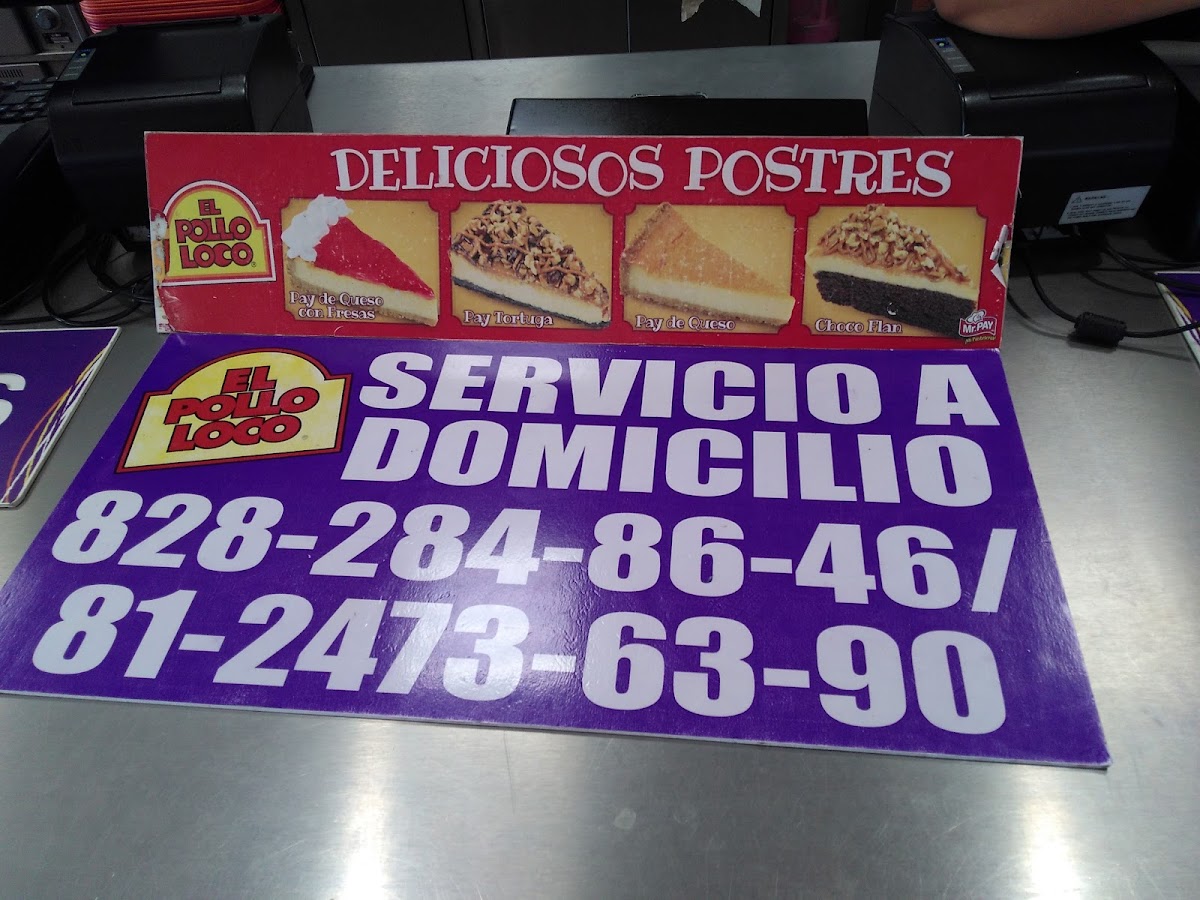 DELICIOSOS POSTRES
EL
POLLO
LOCO
Pay de Queso
con Fresas
Pay Tortuga
Pay de Queso
Choco Flan
Mr. PAY
EL
POLLO
LOCO
SERVICIO A
DOMICILIO
828-284-86-46/
81-2473-63-90
S